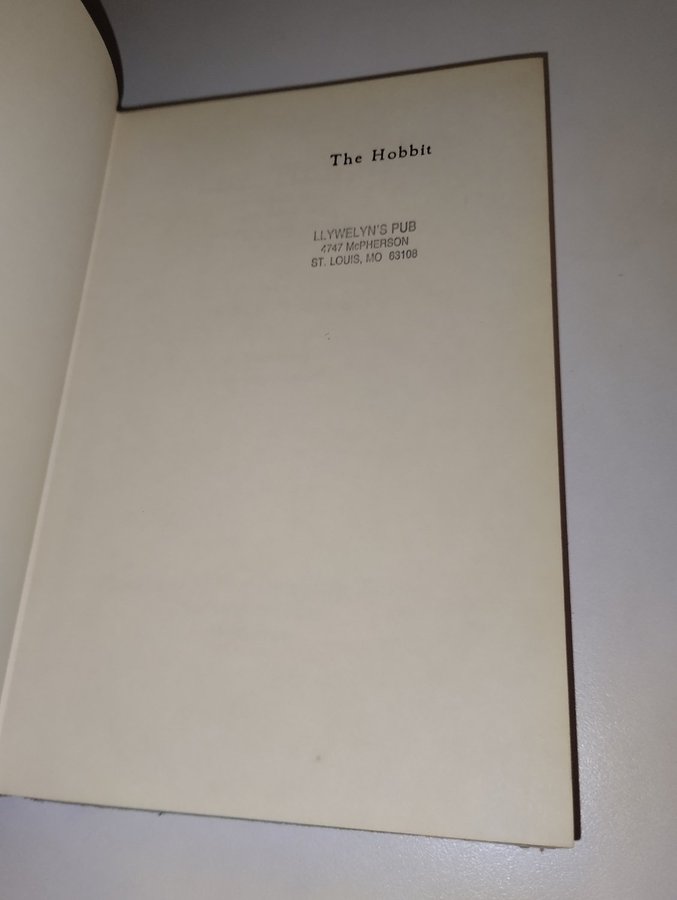 The Hobbit
LLYWELYN'S PUB
4747 McPHERSON
ST. LOUIS, MO 63108